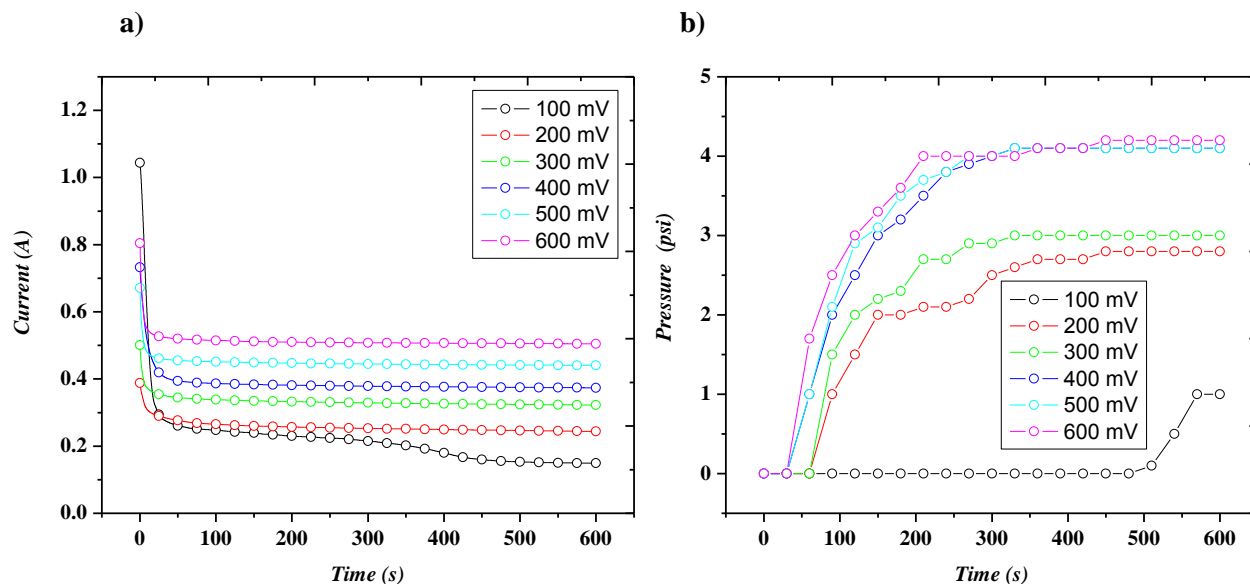 a)
1.2
1.0
0.8
0.6
0.4
0.2
0.0
Current (A)
100 mV
200 mV
300 mV
400 mV
500 mV
600 mV
0 100 200 300 400 500 600
Time (s)
b)
5
4
3
2
1
0
Pressure (psi)
100 mV
200 mV
300 mV
400 mV
500 mV
600 mV
0 100 200 300 400 500 600
Time (s)